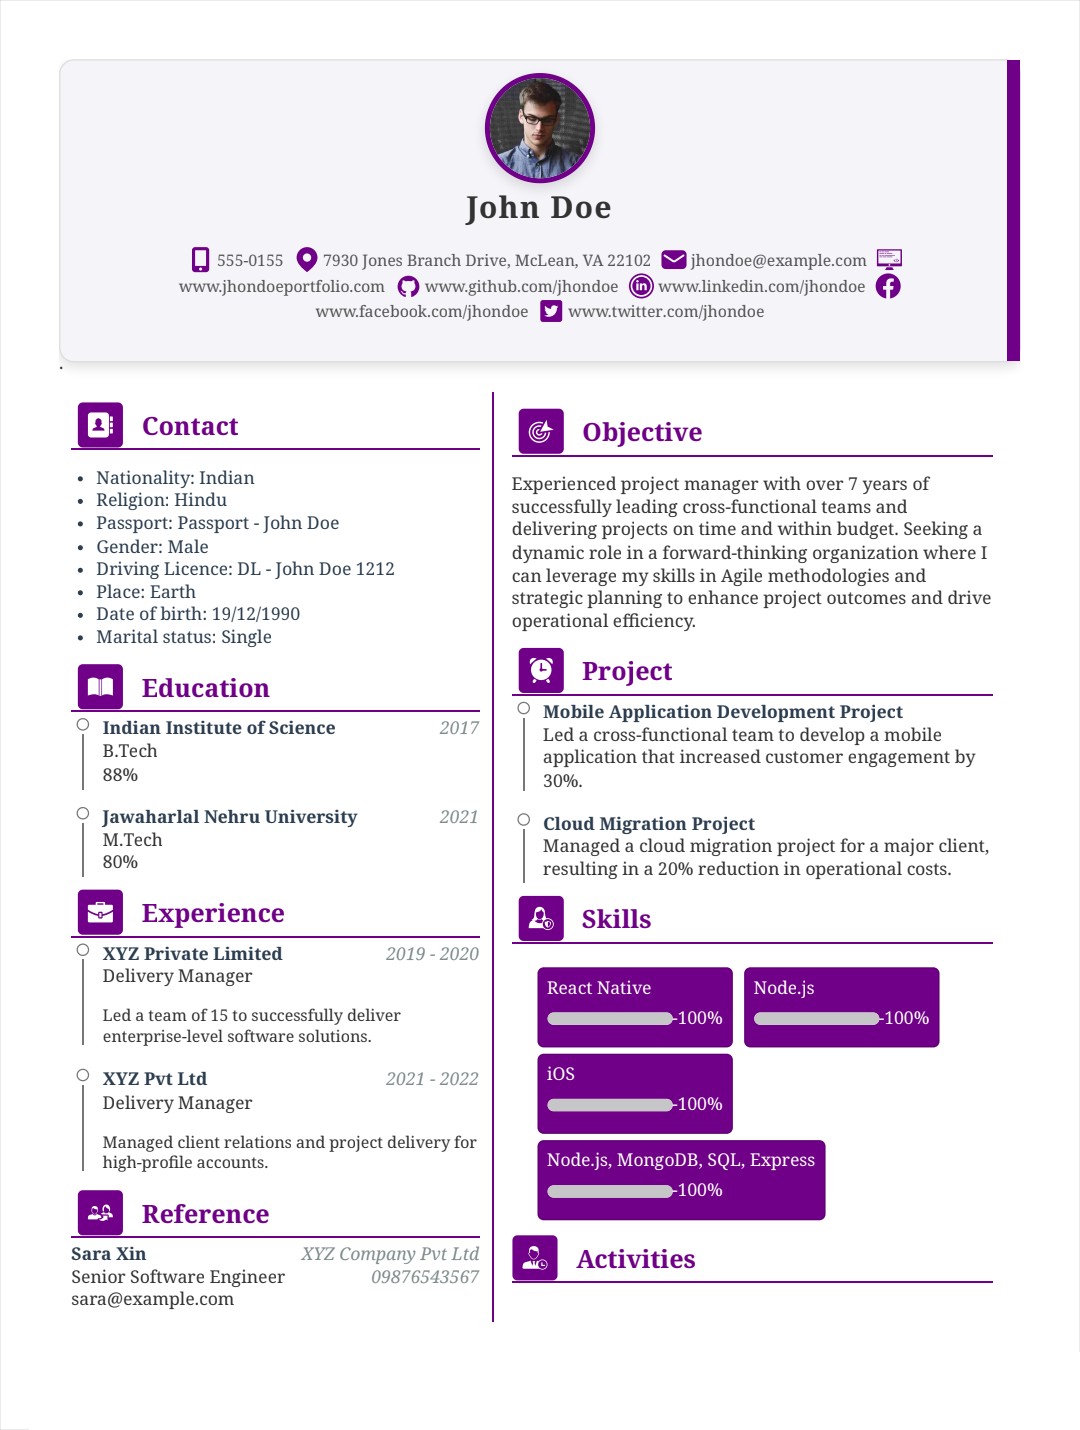 John Doe
555-0155 7930 Jones Branch Drive, McLean, VA 22102 jhondoe@example.com
www.jhondoeportfolio.com www.github.com/jhondoe www.linkedin.com/jhondoe
www.facebook.com/jhondoe www.twitter.com/jhondoe
.
Contact
• Nationality: Indian
• Religion: Hindu
• Passport: Passport - John Doe
• Gender: Male
• Driving Licence: DL - John Doe 1212
• Place: Earth
• Date of birth: 19/12/1990
• Marital status: Single
Education
Indian Institute of Science 2017
B.Tech
88%
Jawaharlal Nehru University 2021
M.Tech
80%
Experience
XYZ Private Limited 2019 - 2020
Delivery Manager
Led a team of 15 to successfully deliver
enterprise-level software solutions.
XYZ Pvt Ltd 2021 - 2022
Delivery Manager
Managed client relations and project delivery for
high-profile accounts.
Reference
Sara Xin XYZ Company Pvt Ltd
Senior Software Engineer 09876543567
sara@example.com
Objective
Experienced project manager with over 7 years of
successfully leading cross-functional teams and
delivering projects on time and within budget. Seeking a
dynamic role in a forward-thinking organization where I
can leverage my skills in Agile methodologies and
strategic planning to enhance project outcomes and drive
operational efficiency.
Project
Mobile Application Development Project
Led a cross-functional team to develop a mobile
application that increased customer engagement by
30%.
Cloud Migration Project
Managed a cloud migration project for a major client,
resulting in a 20% reduction in operational costs.
Skills
React Native
-100%
Node.js
-100%
iOS
-100%
Node.js, MongoDB, SQL, Express
-100%
Activities